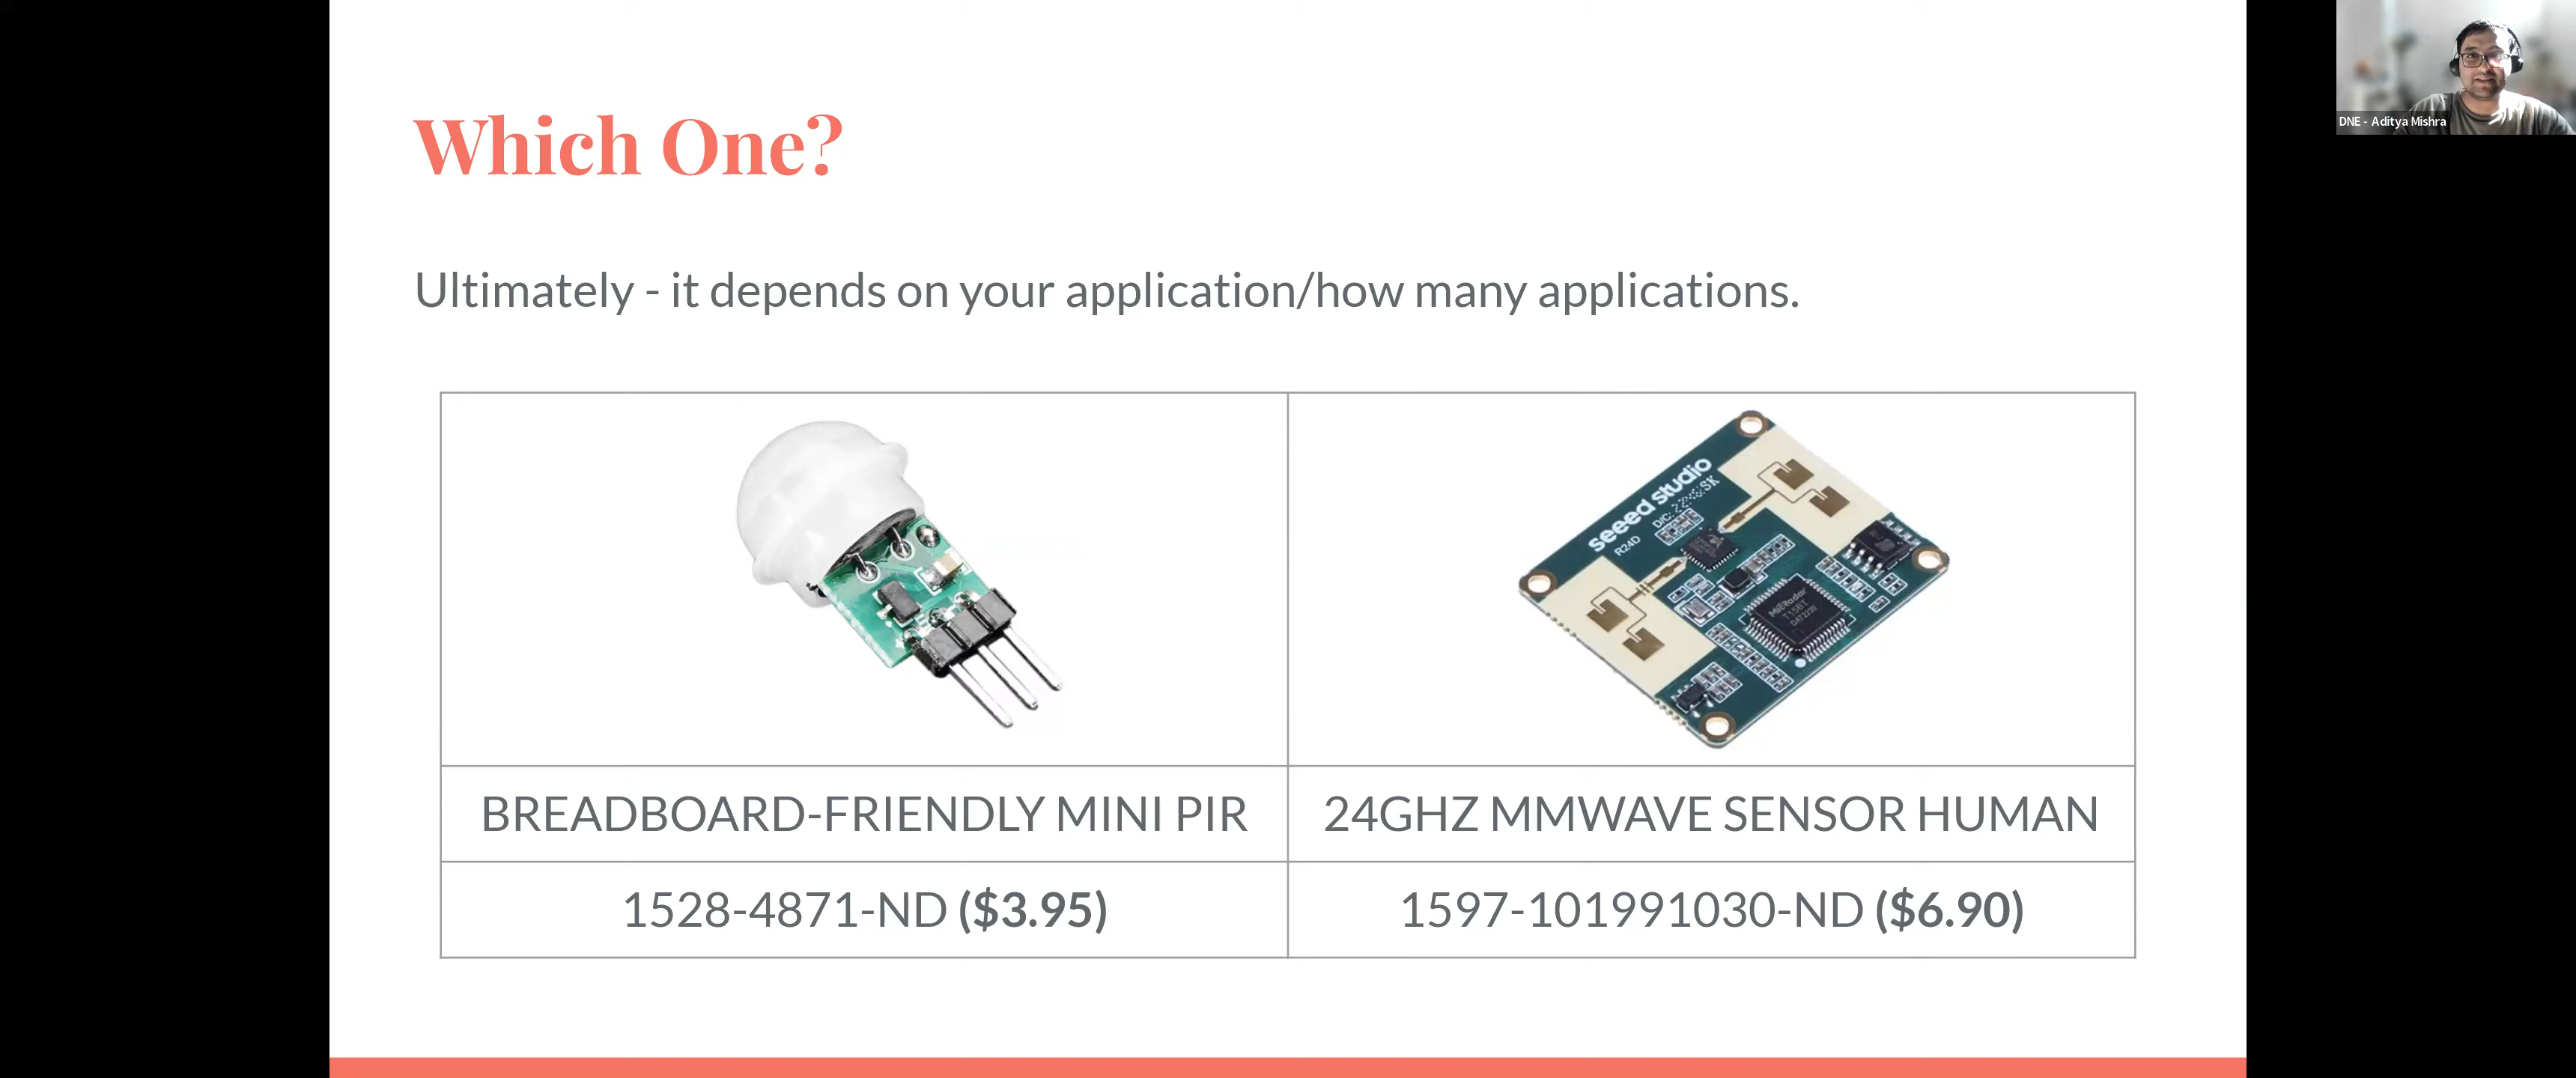 Which One?
DNE - Aditya Mishra
Ultimately - it depends on your application/how many applications.
seeed studio
R24D
BREADBOARD-FRIENDLY MINI PIR
24GHZ MMWAVE SENSOR HUMAN
1528-4871-ND ($3.95)
1597-101991030-ND ($6.90)